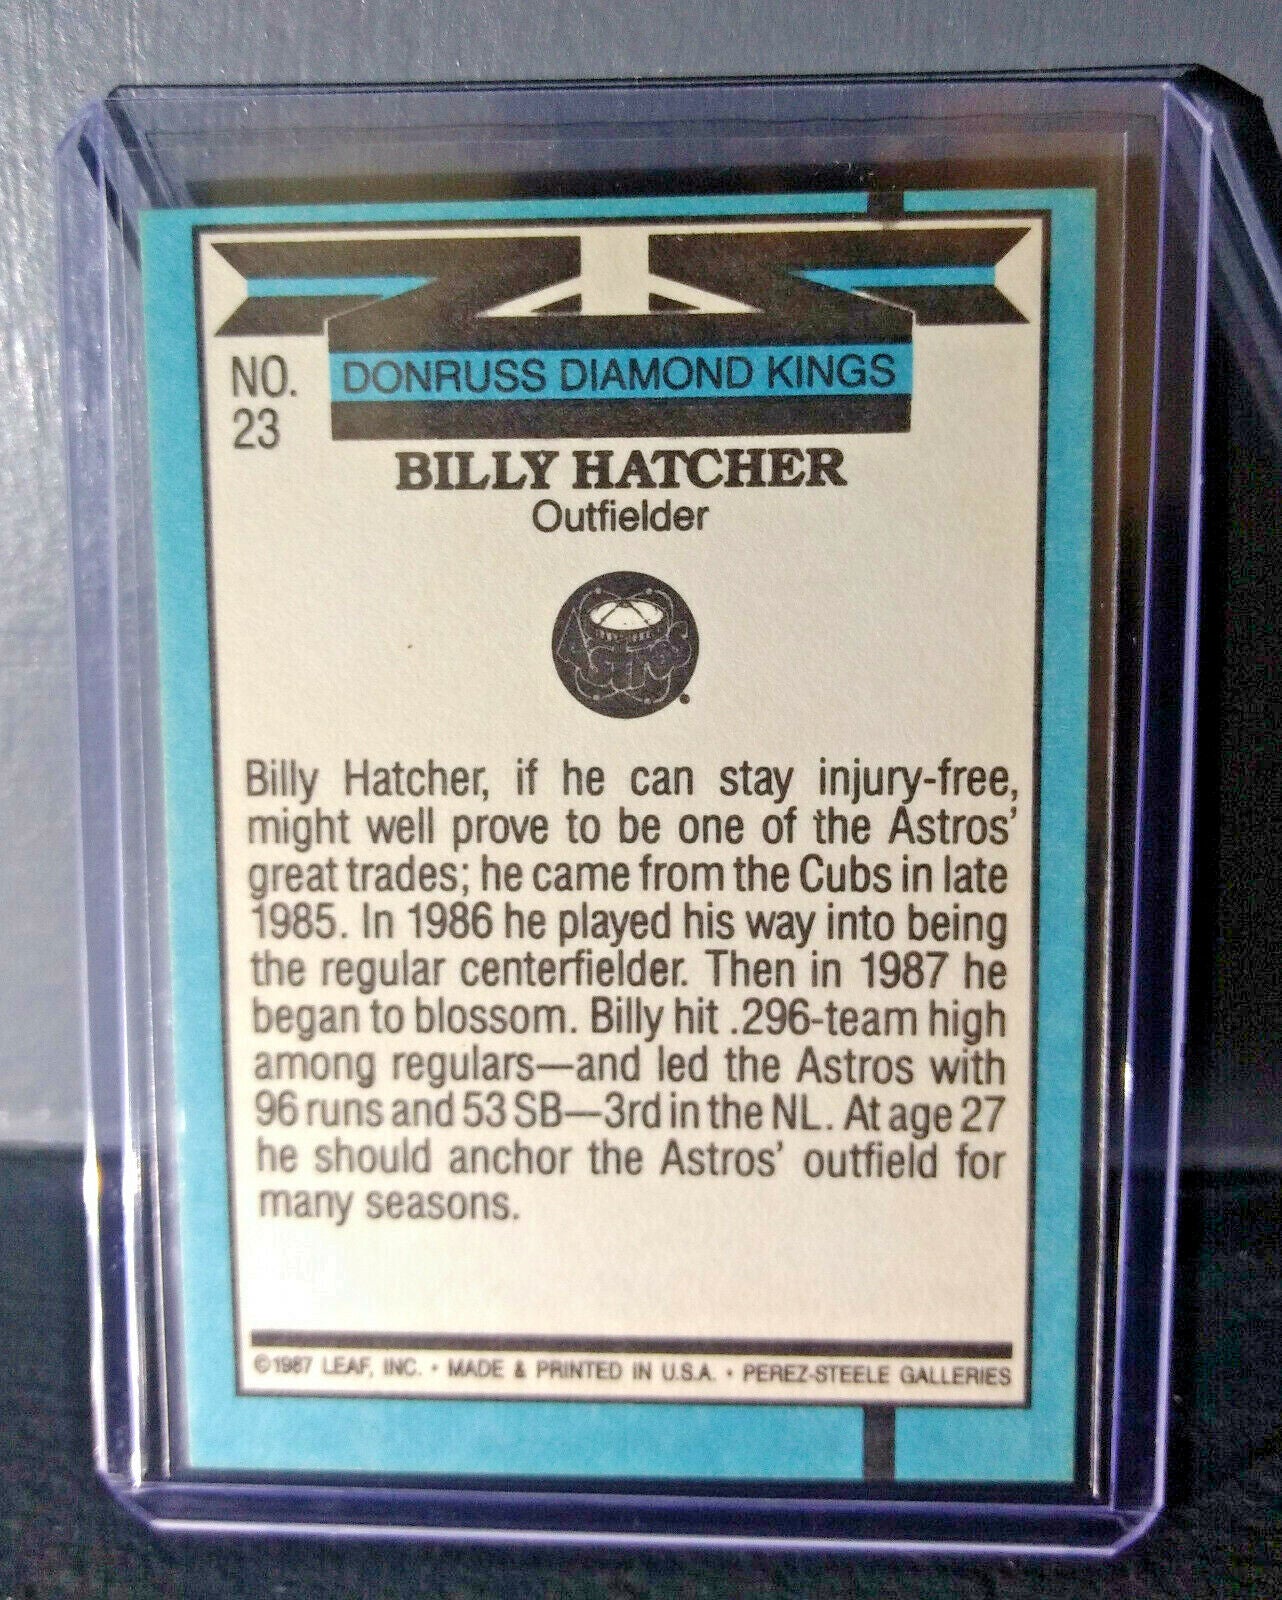 NO.
23
DONRUSS DIAMOND KINGS
BILLY HATCHER
Outfielder
Astros
Billy Hatcher, if he can stay injury-free,
might well prove to be one of the Astros'
great trades; he came from the Cubs in late
1985. In 1986 he played his way into being
the regular centerfielder. Then in 1987 he
began to blossom. Billy hit .296-team high
among regulars—and led the Astros with
96 runs and 53 SB—3rd in the NL. At age 27
he should anchor the Astros' outfield for
many seasons.
©1987 LEAF, INC. • MADE & PRINTED IN U.S.A. • PEREZ-STEELE GALLERIES